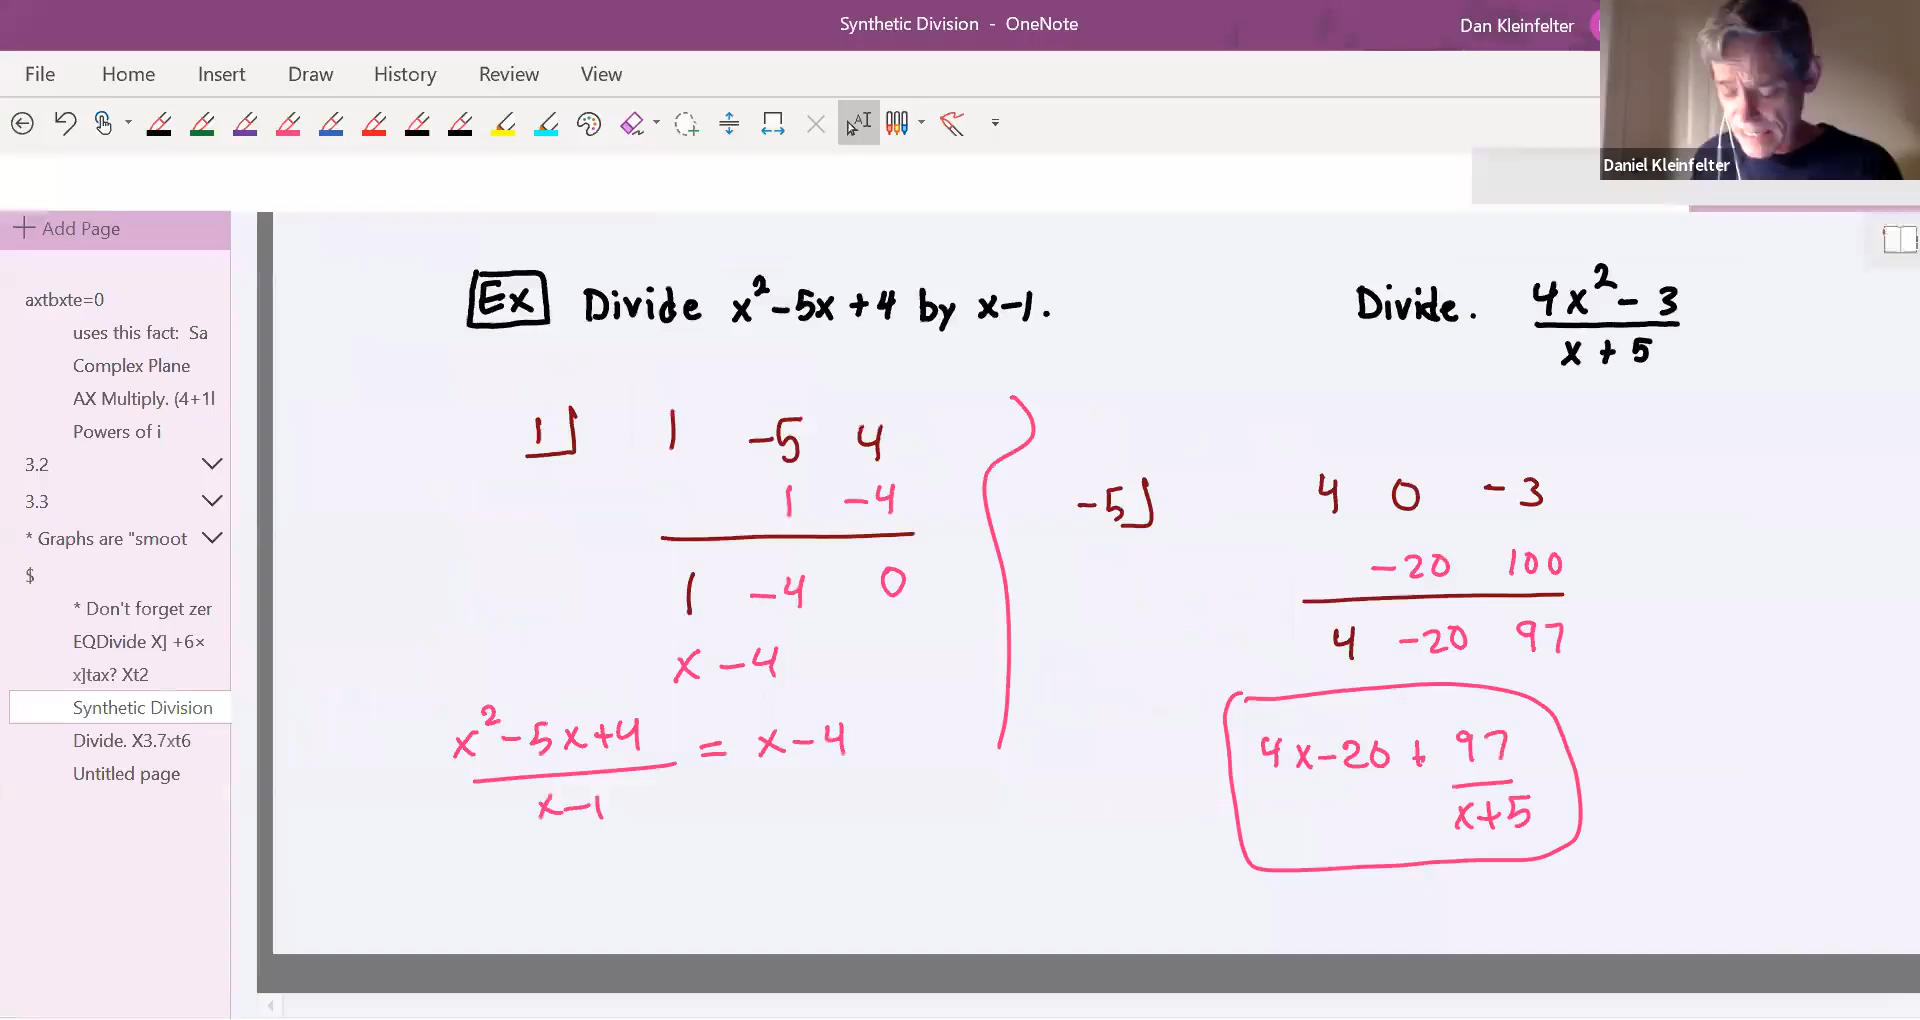 Synthetic Division - OneNote
Dan Kleinfelter
File Home Insert Draw History Review View
Daniel Kleinfelter
Add Page
axtbxte=0
uses this fact: Sa
Complex Plane
AX Multiply. (4+1l
Powers of i
3.2
3.3
* Graphs are "smoot
$
* Don't forget zer
EQDivide X] +6×
x]tax? Xt2
Synthetic Division
Divide. X3.7xt6
Untitled page
Ex Divide x² - 5x + 4 by x - 1.
1 1 -5 4
1 -4
1 -4 0
x - 4
x² - 5x + 4
= x - 4
x - 1
Divide. 4x² - 3
x + 5
-5 4 0 -3
-20 100
4 -20 97
4x - 20 + 97
x + 5